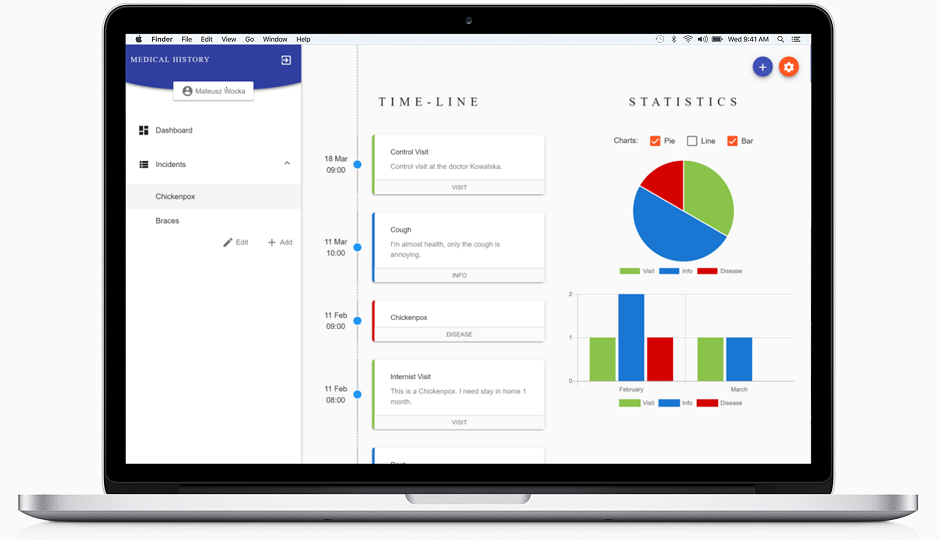 Finder File Edit View Go Window Help
Wed 9:41 AM
MEDICAL HISTORY
Mateusz Wocka
Dashboard
Incidents
Chickenpox
Braces
Edit
Add
TIME-LINE
18 Mar
09:00
Control Visit
Control visit at the doctor Kowalska.
VISIT
11 Mar
10:00
Cough
I'm almost health, only the cough is
annoying.
INFO
11 Feb
09:00
Chickenpox
DISEASE
11 Feb
08:00
Internist Visit
This is a Chickenpox. I need stay in home 1
month.
VISIT
STATISTICS
Charts: Pie Line Bar
Visit Info Disease
2
1
0
February March
Visit Info Disease